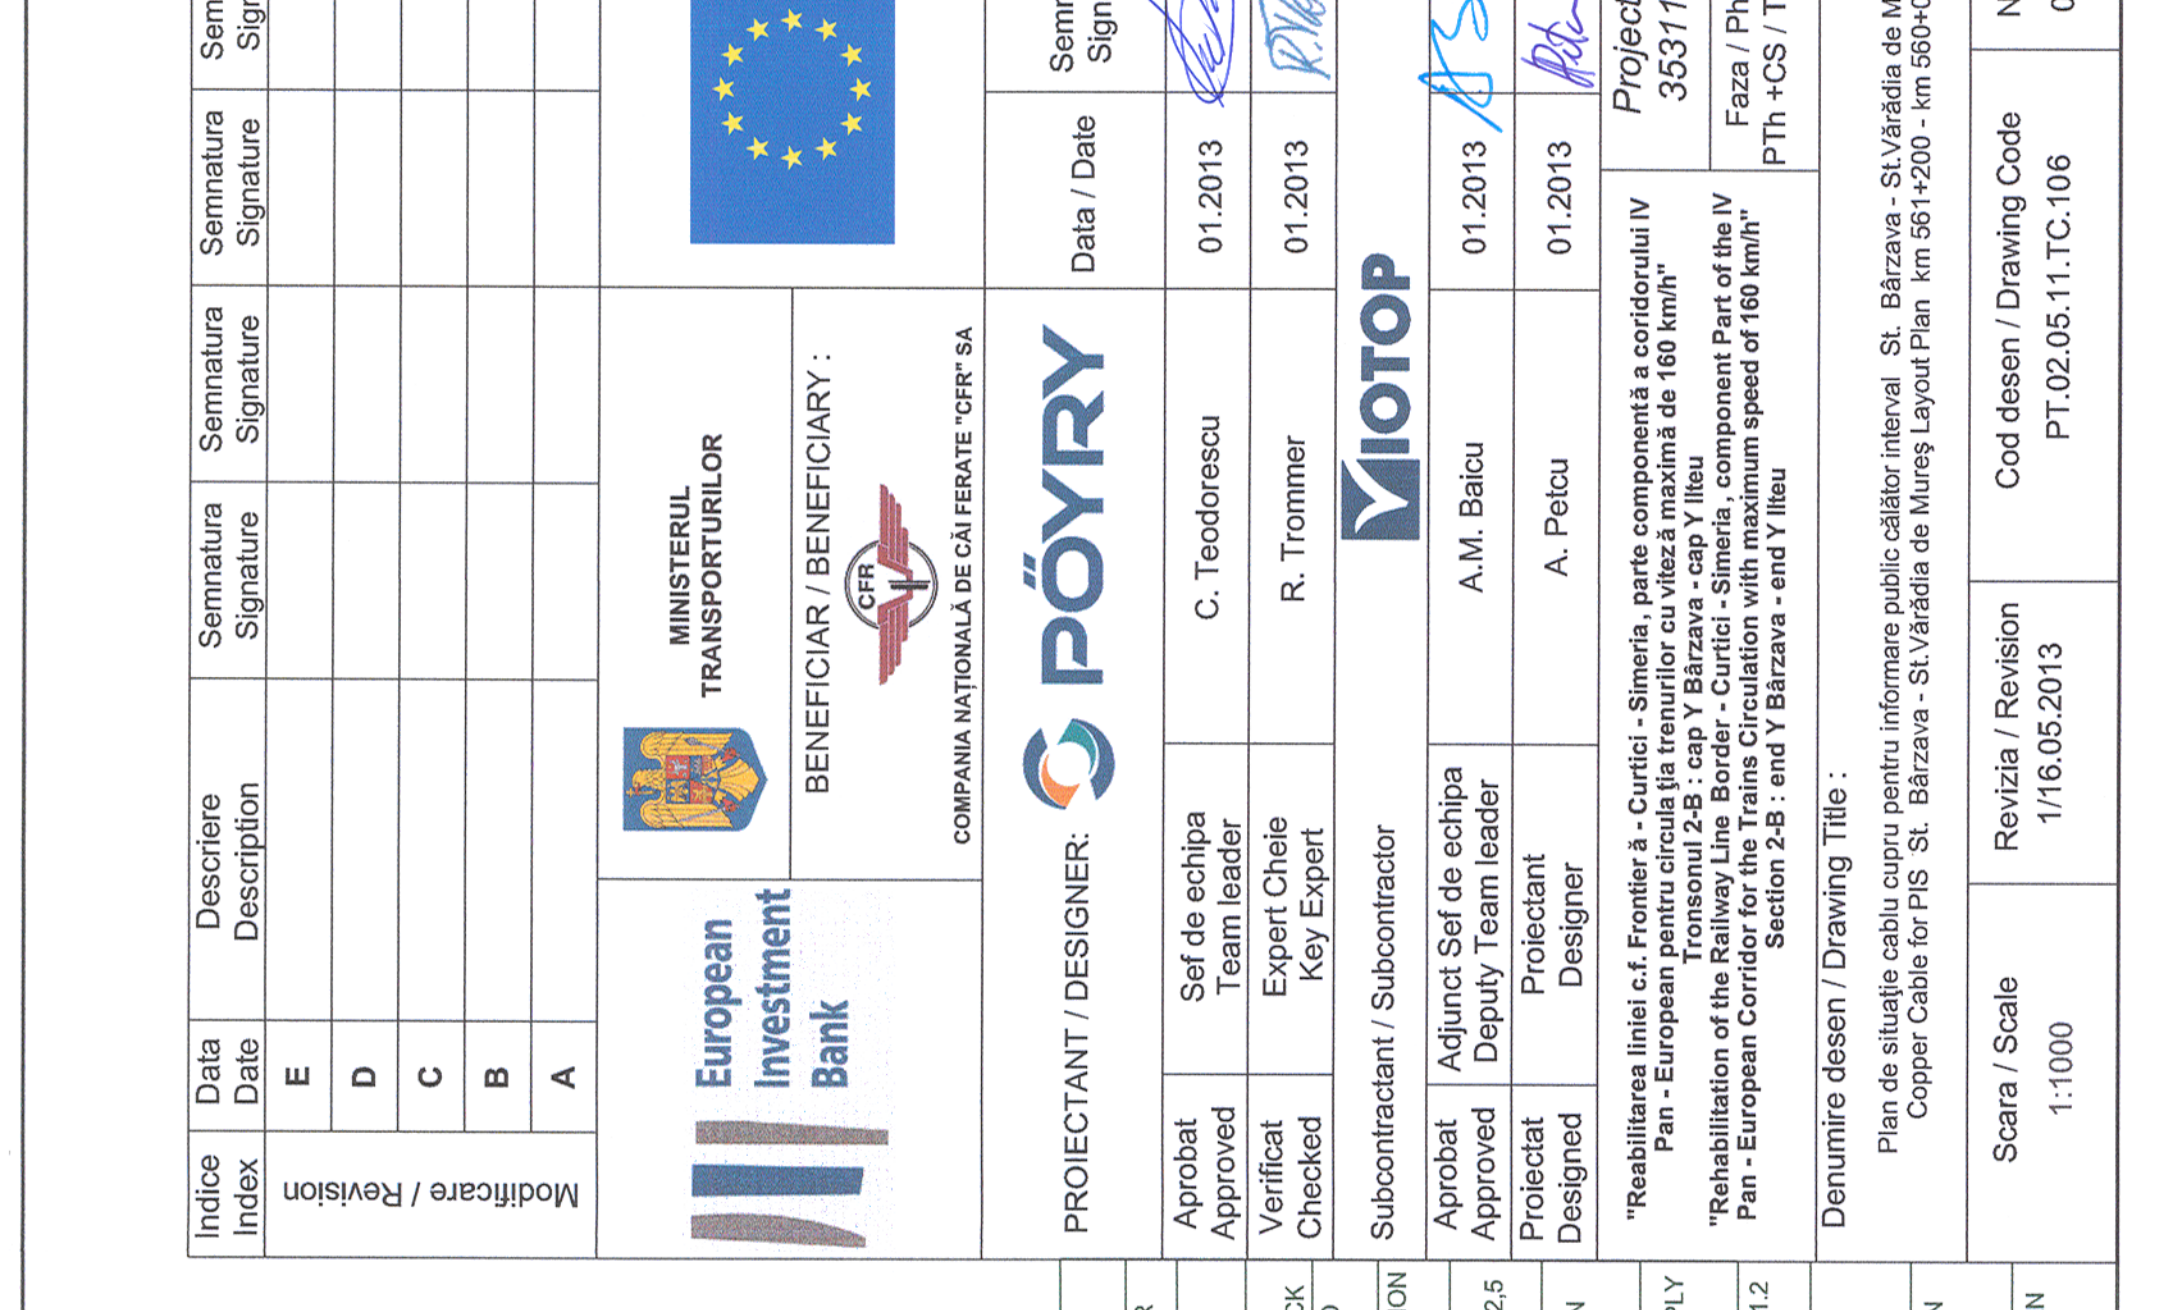 Indice
Index
Data
Date
Descriere
Description
Semnatura
Signature
Semnatura
Signature
Semnatura
Signature
Modificare / Revision
E
D
C
B
A
European
Investment
Bank
MINISTERUL
TRANSPORTURILOR
BENEFICIAR / BENEFICIARY :
CFR
COMPANIA NAȚIONALĂ DE CĂI FERATE "CFR" SA
PROIECTANT / DESIGNER:
PÖYRY
Data / Date
Aprobat
Approved
Sef de echipa
Team leader
C. Teodorescu
01.2013
Verificat
Checked
Expert Cheie
Key Expert
R. Trommer
01.2013
Subcontractant / Subcontractor
VIOTOP
Aprobat
Approved
Adjunct Sef de echipa
Deputy Team leader
A.M. Baicu
01.2013
Proiectat
Designed
Proiectant
Designer
A. Petcu
01.2013
"Reabilitarea liniei c.f. Frontieră - Curtici - Simeria, parte componentă a coridorului IV
Pan - European pentru circulaţia trenurilor cu viteză maximă de 160 km/h"
Tronsonul 2-B : cap Y Bârzava - cap Y Ilteu
"Rehabilitation of the Railway Line Border - Curtici - Simeria, component Part of the IV
Pan - European Corridor for the Trains Circulation with maximum speed of 160 km/h"
Section 2-B : end Y Bârzava - end Y Ilteu
Project
35311
Faza / Ph
PTh +CS / T
Denumire desen / Drawing Title :
Plan de situaţie cablu cupru pentru informare public călător interval St. Bârzava - St.Vărădia de M
Copper Cable for PIS St. Bârzava - St.Vărădia de Mureş Layout Plan km 561+200 - km 560+0
Scara / Scale
1:1000
Revizia / Revision
1/16.05.2013
Cod desen / Drawing Code
PT.02.05.11.TC.106